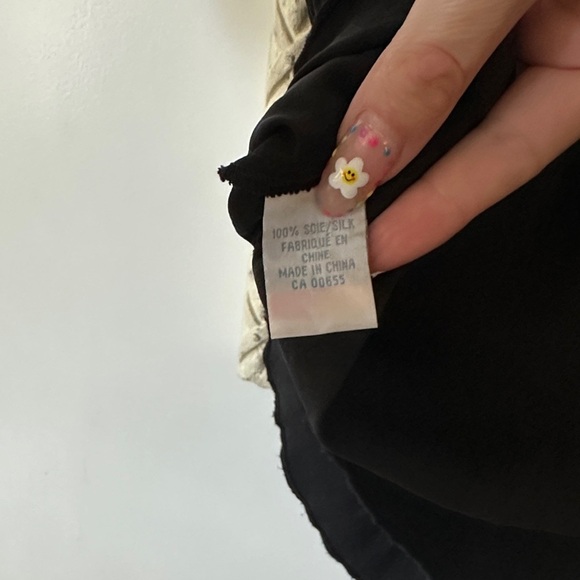 100% SOIE/SILK
FABRIQUÉ EN
CHINE
MADE IN CHINA
CA 00655